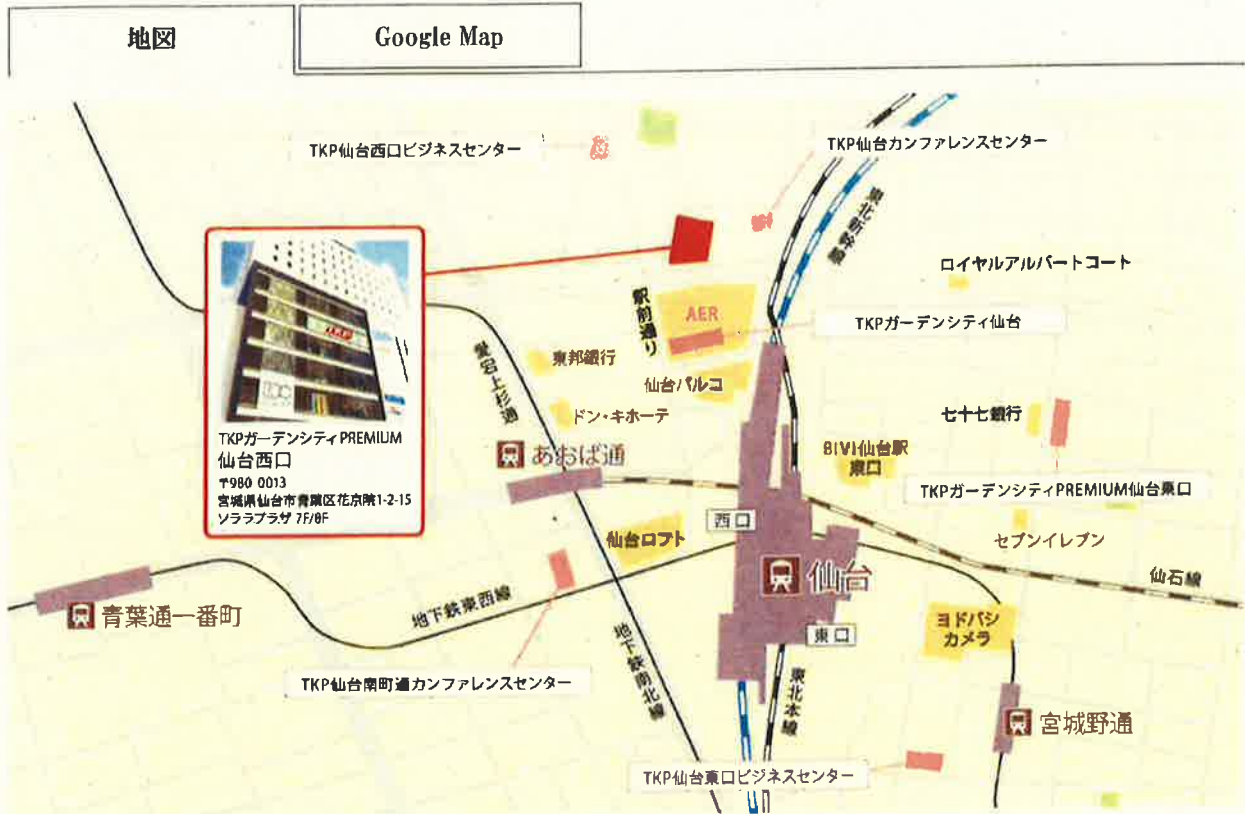 地図
Google Map
TKP仙台西口ビジネスセンター
TKP仙台カンファレンスセンター
東北新幹線
ロイヤルアルバートコート
駅前通り
AER
TKPガーデンシティ仙台
TKP
東邦銀行
愛宕上杉通
仙台パルコ
ドン・キホーテ
七十七銀行
TKPガーデンシティPREMIUM
仙台西口
〒980 0013
宮城県仙台市青葉区花京院1-2-15
ソララプラザ 7F/8F
あおば通
BiVi仙台駅
東口
TKPガーデンシティPREMIUM仙台東口
西口
仙台ロフト
セブンイレブン
仙台
仙石線
青葉通一番町
地下鉄東西線
ヨドバシ
カメラ
東口
地下鉄南北線
TKP仙台南町通カンファレンスセンター
東北本線
宮城野通
TKP仙台東口ビジネスセンター